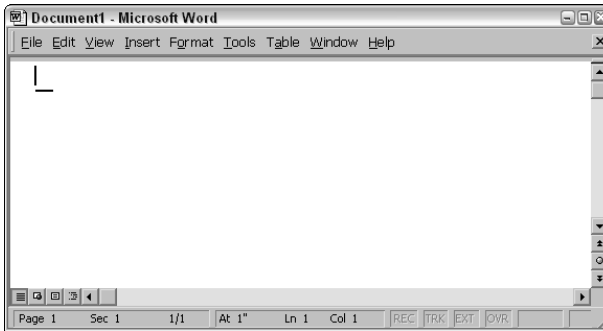 Document1 - Microsoft Word
File Edit View Insert Format Tools Table Window Help
Page 1 Sec 1 1/1 At 1" Ln 1 Col 1 REC TRK EXT OVR